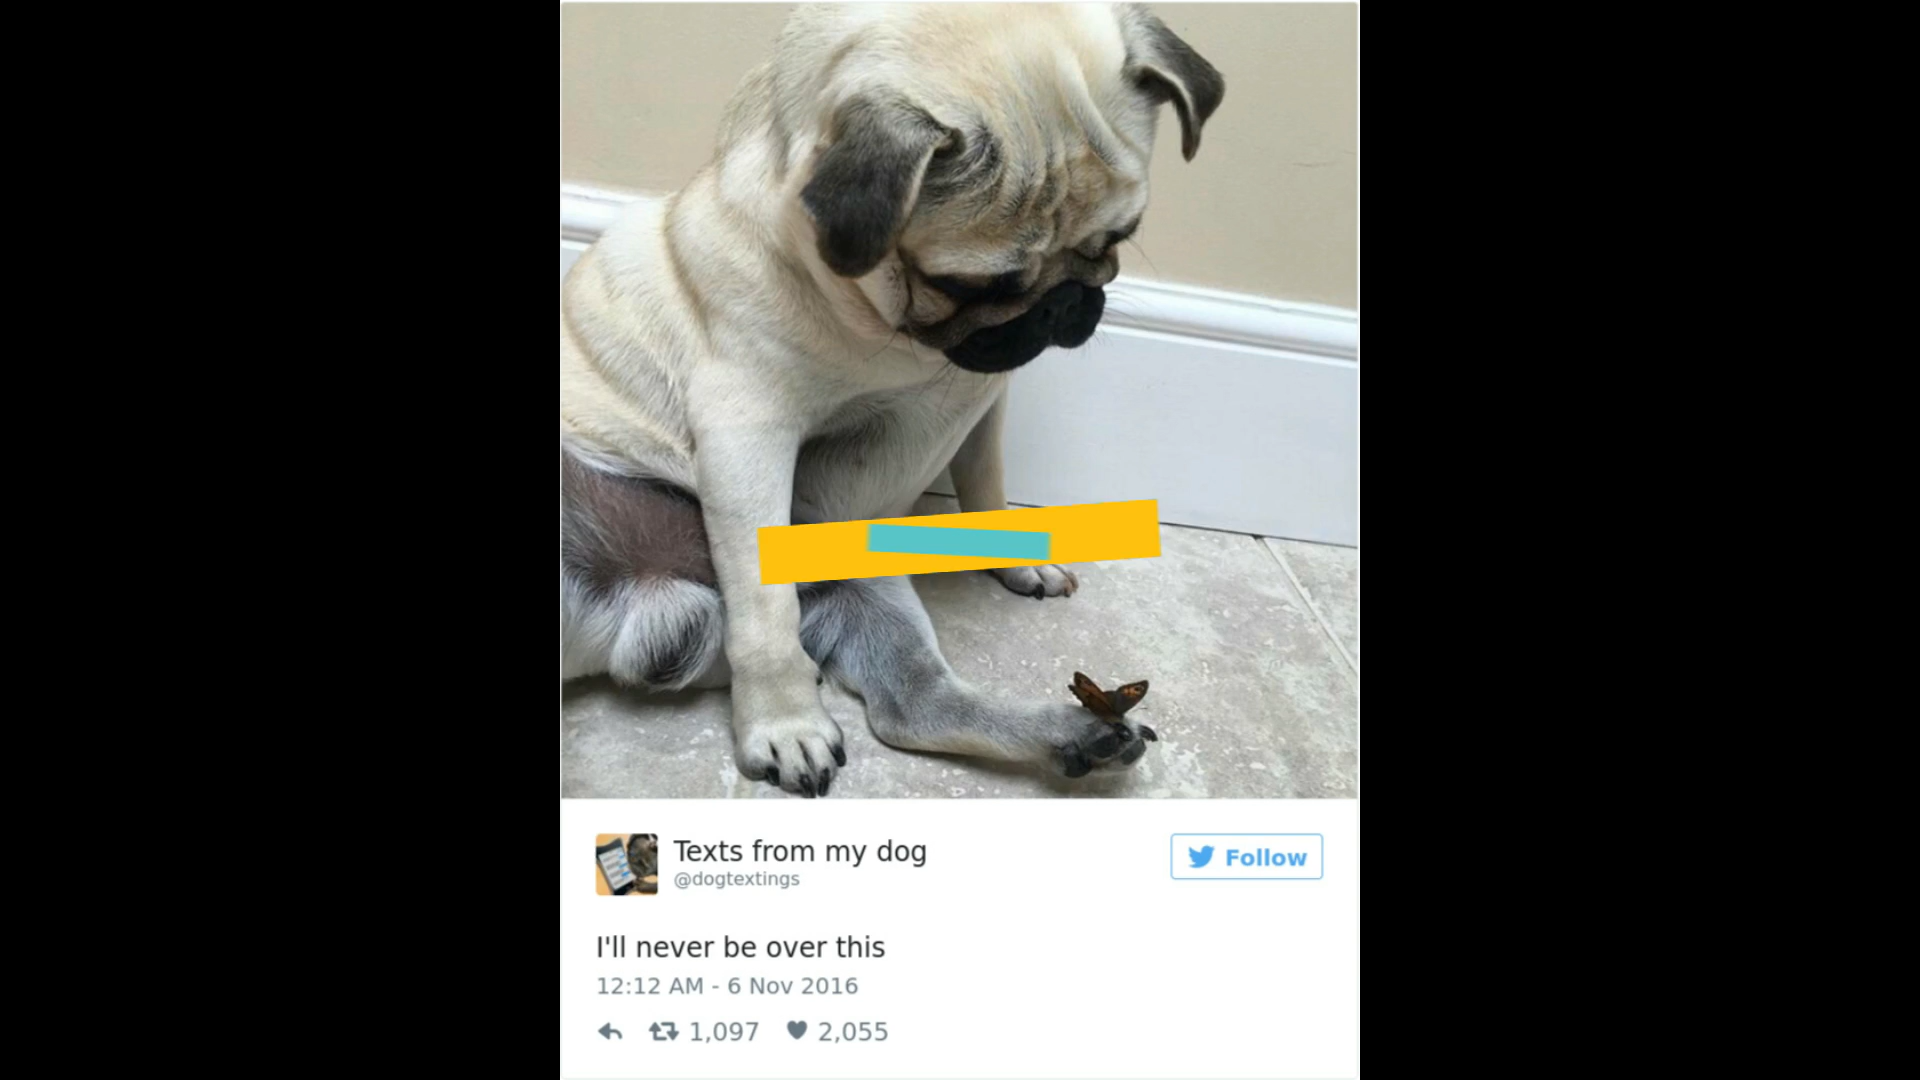 Texts from my dog
@dogtextings
Follow
I'll never be over this
12:12 AM - 6 Nov 2016
1,097 2,055